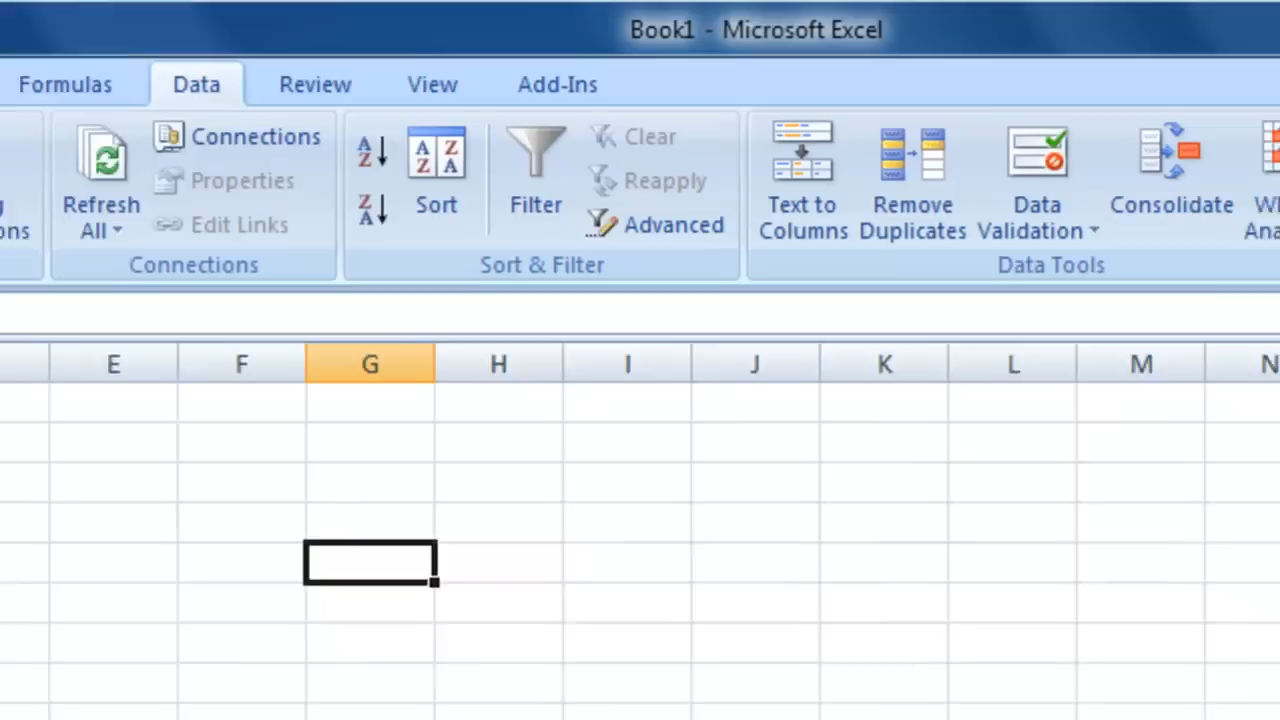 Book1 - Microsoft Excel
Formulas Data Review View Add-Ins
Connections
Properties
Edit Links
Refresh
All
Connections
A
Z
Z
A
A Z
Z A
Sort
Filter
Clear
Reapply
Advanced
Sort & Filter
Text to
Columns
Remove
Duplicates
Data
Validation
Consolidate
Data Tools
E F G H I J K L M N